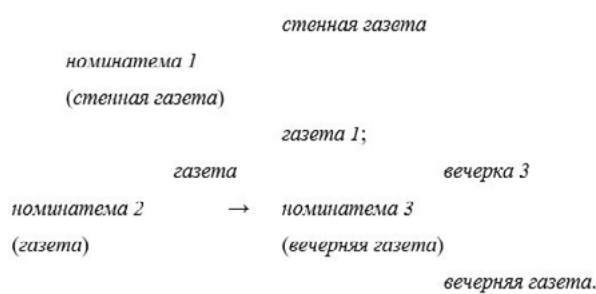 стенная газета
номинатема 1
(стенная газета)
газета 1;
газета вечерка 3
номинатема 2 → номинатема 3
(газета) (вечерняя газета)
вечерняя газета.